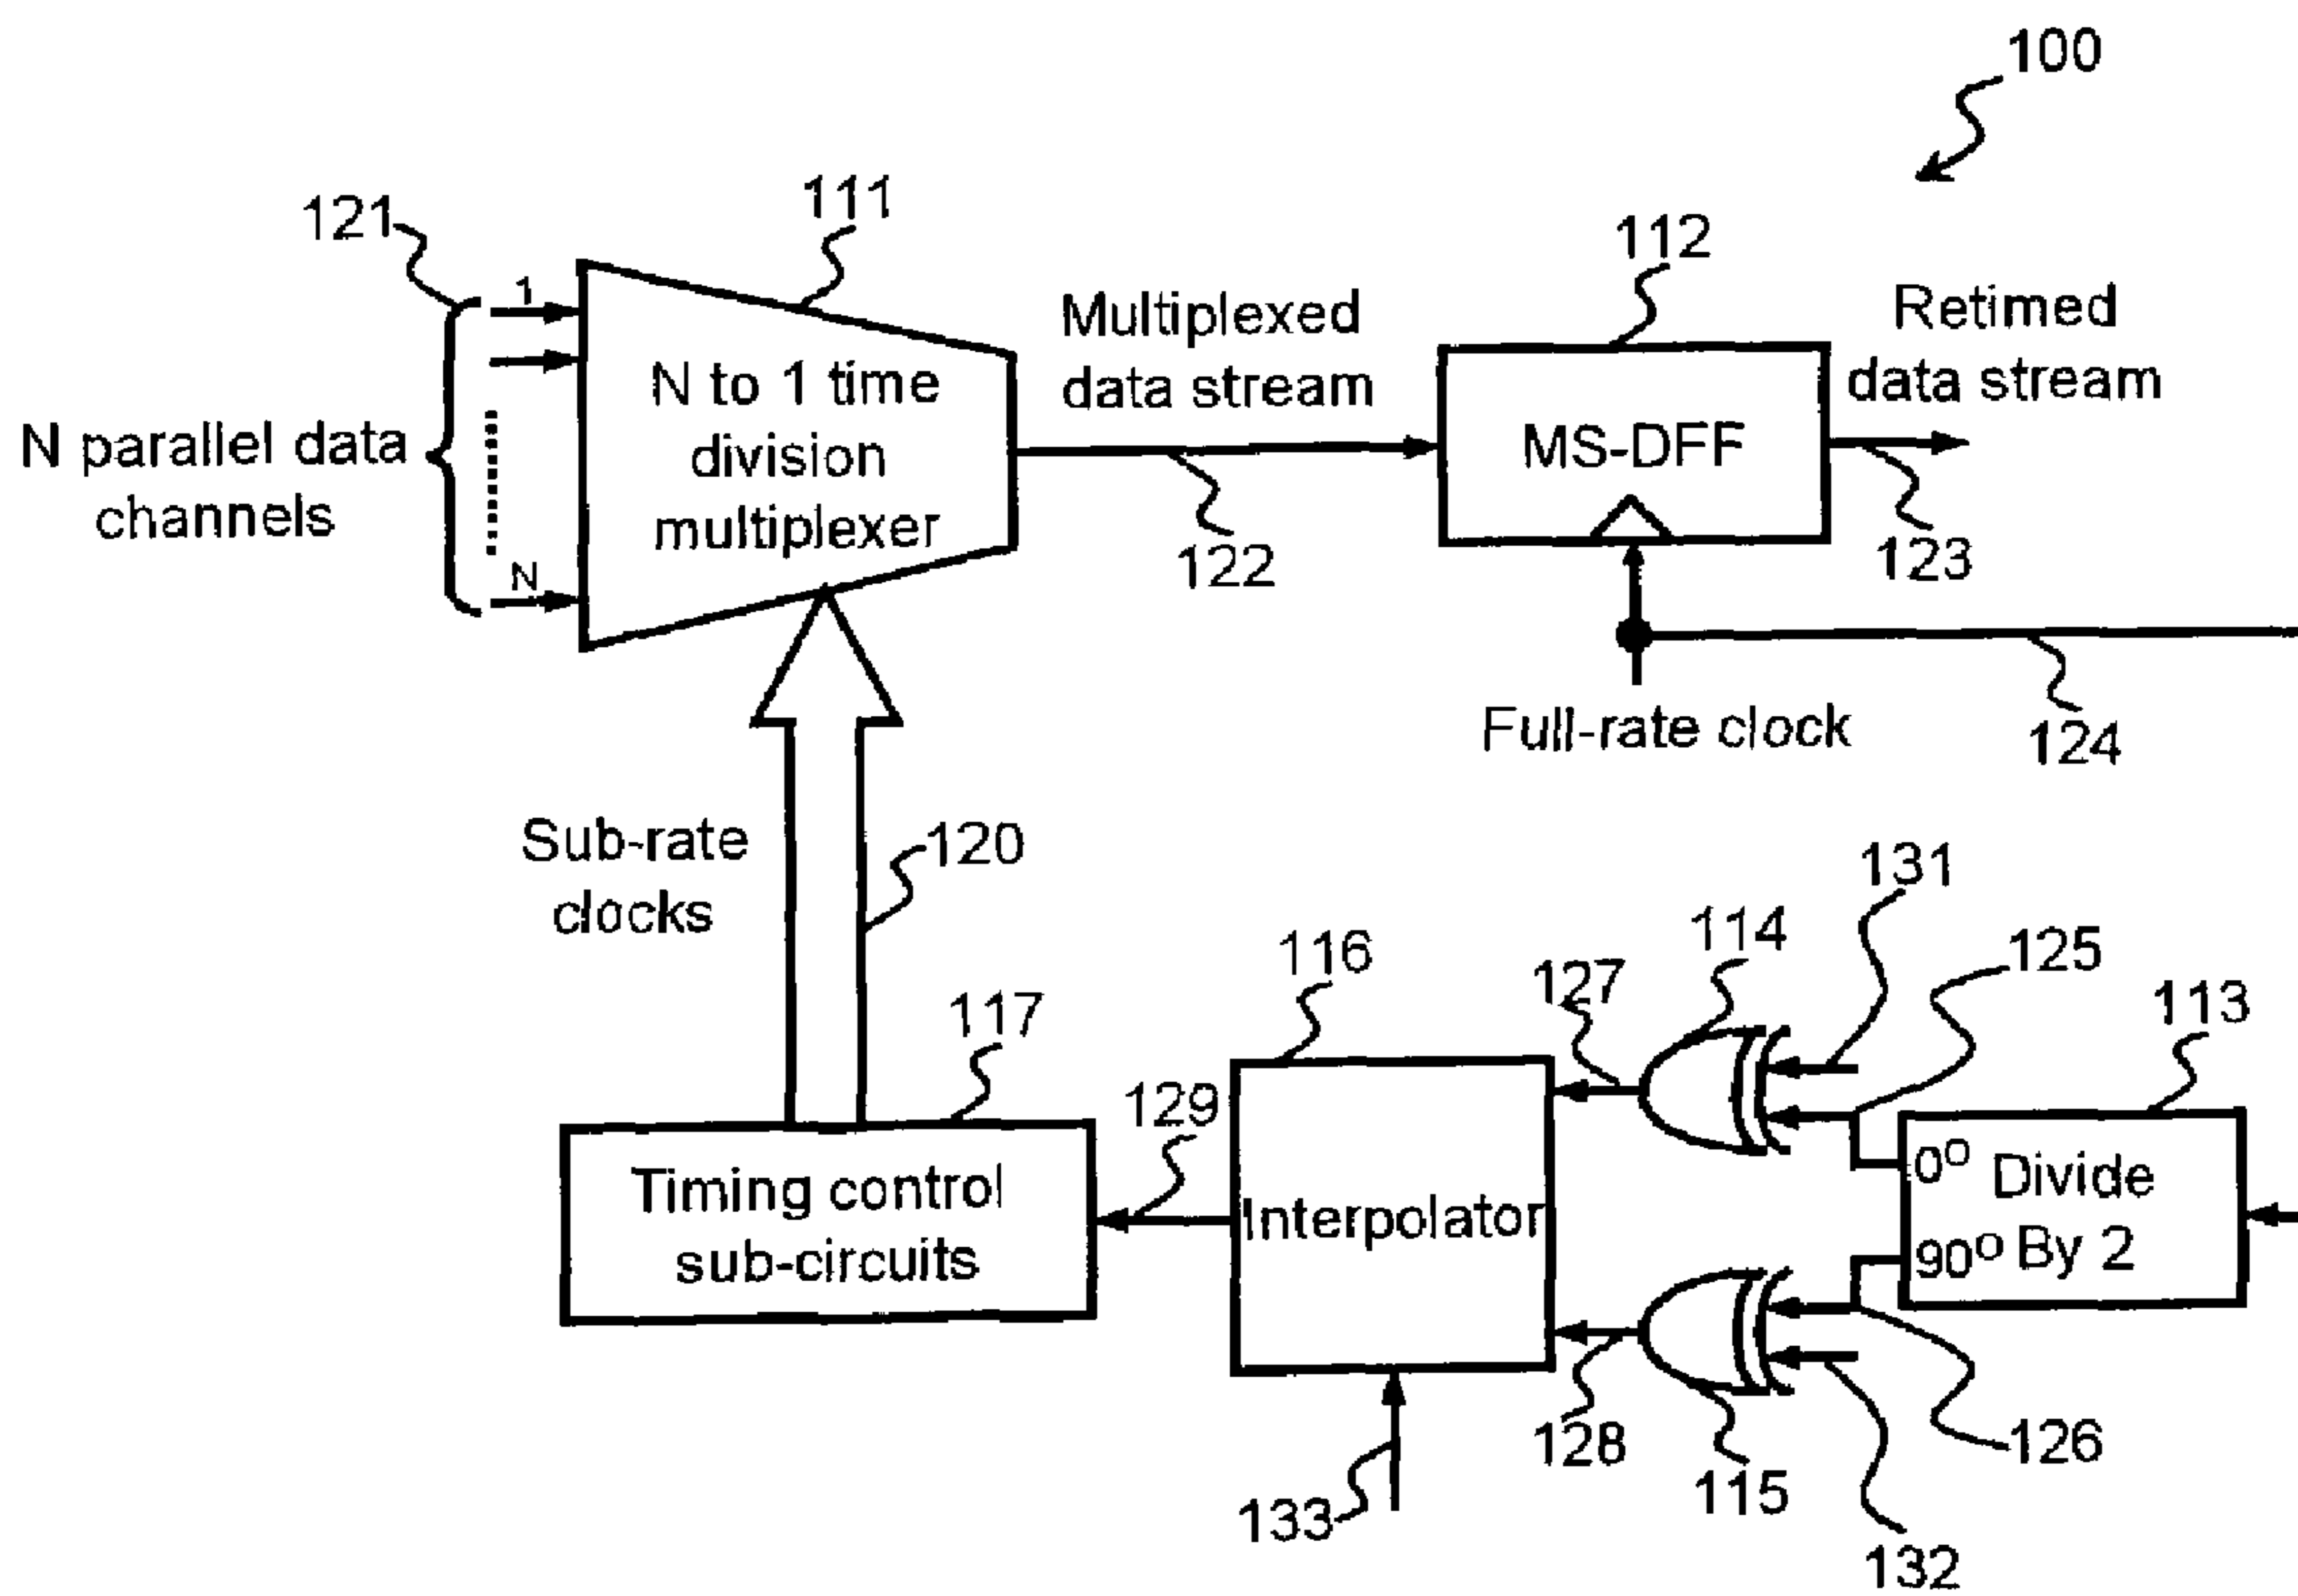 100
121
111
112
1
Multiplexed
data stream
Retimed
data stream
N to 1 time
division
multiplexer
N parallel data
channels
MS-DFF
N
122
123
Full-rate clock
124
Sub-rate
clocks
120
131
114
125
116
127
113
117
129
Timing control
sub-circuits
Interpolator
0°
90°
Divide
By 2
133
128
115
126
132